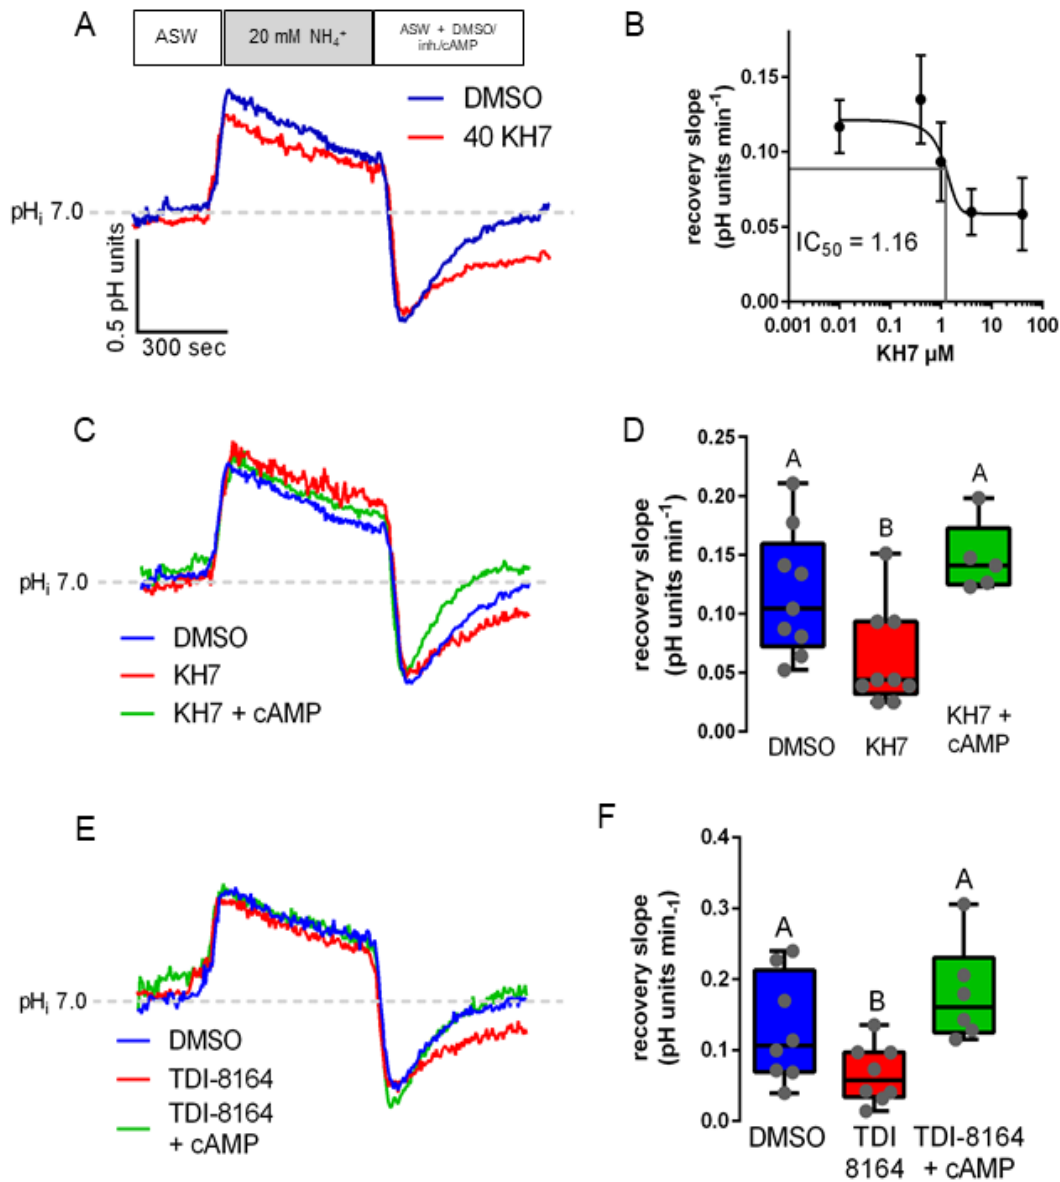 A
ASW
20 mM NH₄⁺
ASW + DMSO/
inh./cAMP
DMSO
40 KH7
pHᵢ 7.0
0.5 pH units
300 sec
B
recovery slope
(pH units min⁻¹)
0.15
0.10
0.05
0.00
IC₅₀ = 1.16
0.001 0.01 0.1 1 10 100
KH7 µM
C
pHᵢ 7.0
DMSO
KH7
KH7 + cAMP
D
recovery slope
(pH units min⁻¹)
0.25
0.20
0.15
0.10
0.05
0.00
A
B
A
DMSO
KH7
KH7 +
cAMP
E
pHᵢ 7.0
DMSO
TDI-8164
TDI-8164
+ cAMP
F
recovery slope
(pH units min₋₁)
0.4
0.3
0.2
0.1
0.0
A
B
A
DMSO
TDI
8164
TDI-8164
+ cAMP